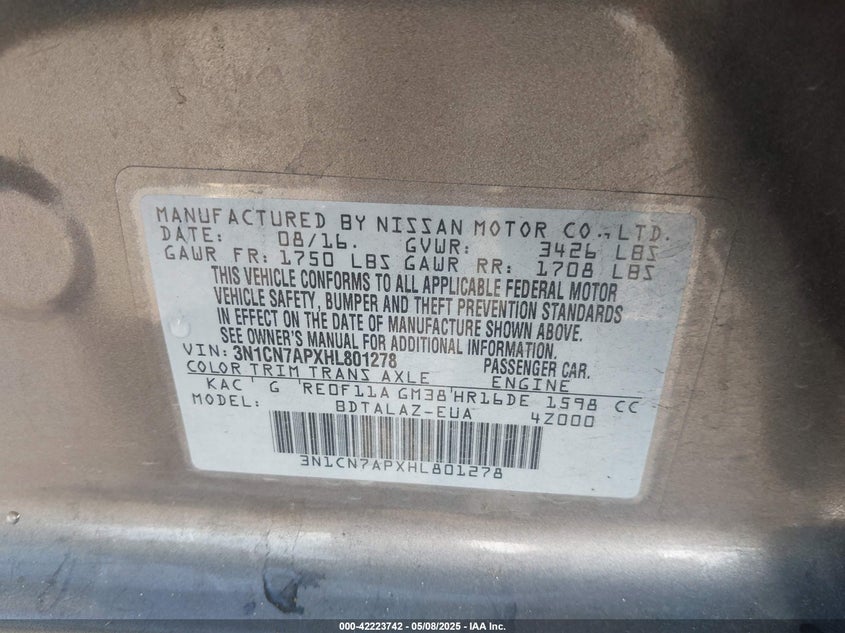 MANUFACTURED BY NISSAN MOTOR CO., LTD.
DATE: 08/16. GVWR: 3426 LBS
GAWR FR: 1750 LBS GAWR RR: 1708 LBS
THIS VEHICLE CONFORMS TO ALL APPLICABLE FEDERAL MOTOR
VEHICLE SAFETY, BUMPER AND THEFT PREVENTION STANDARDS
IN EFFECT ON THE DATE OF MANUFACTURE SHOWN ABOVE.
SEE OWNER'S MANUAL FOR ADDITIONAL INFORMATION.
VIN: 3N1CN7APXHL801278 PASSENGER CAR.
COLOR TRIM TRANS AXLE ENGINE
KAC G RE0F11A GM38 HR16DE 1598 CC
MODEL: BDTALAZ-EUA 4Z000
3N1CN7APXHL801278
000-42223742 - 05/08/2025 - IAA Inc.